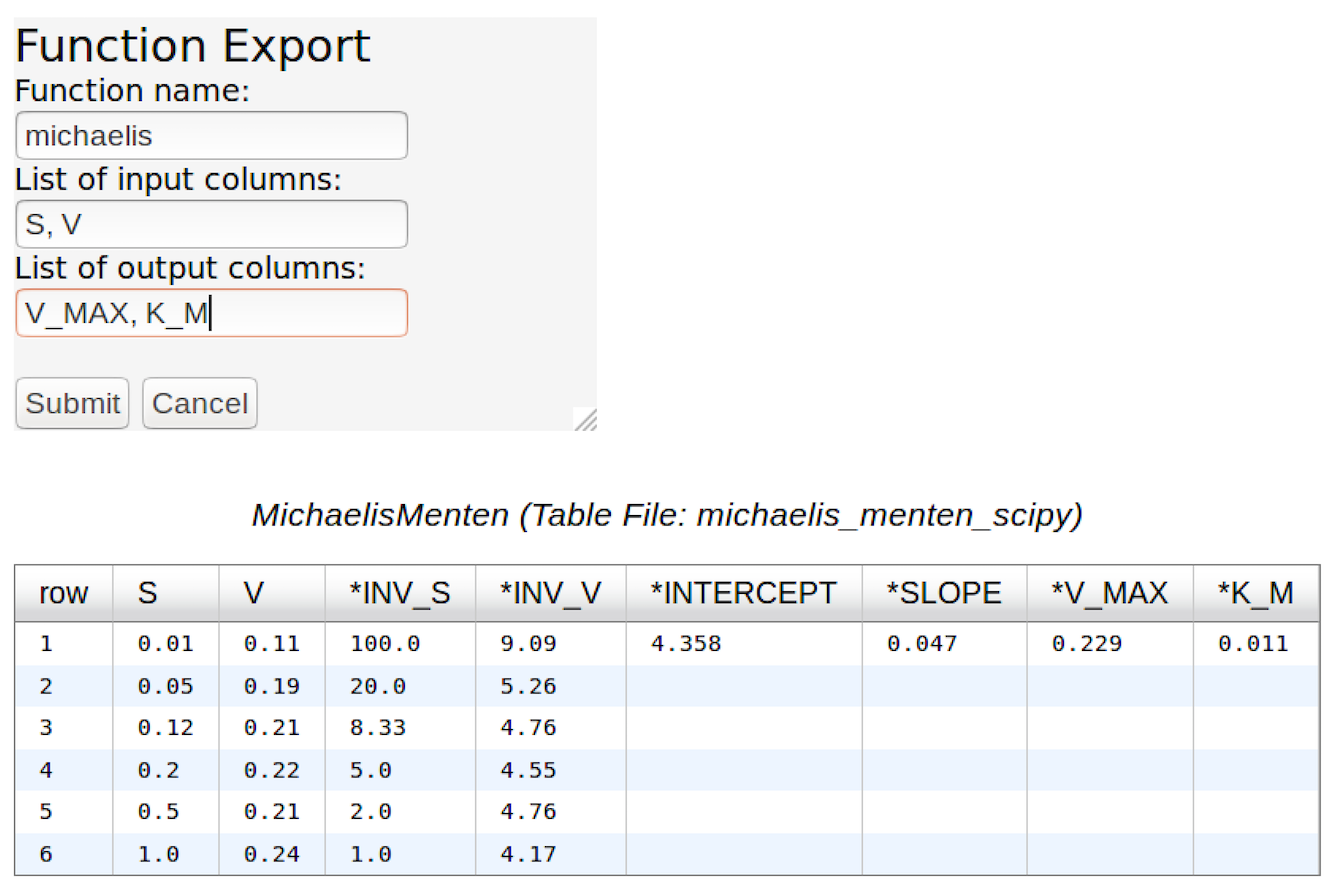 Function Export
Function name:
michaelis
List of input columns:
S, V
List of output columns:
V_MAX, K_M
Submit Cancel
MichaelisMenten (Table File: michaelis_menten_scipy)
row S V *INV_S *INV_V *INTERCEPT *SLOPE *V_MAX *K_M
1 0.01 0.11 100.0 9.09 4.358 0.047 0.229 0.011
2 0.05 0.19 20.0 5.26
3 0.12 0.21 8.33 4.76
4 0.2 0.22 5.0 4.55
5 0.5 0.21 2.0 4.76
6 1.0 0.24 1.0 4.17